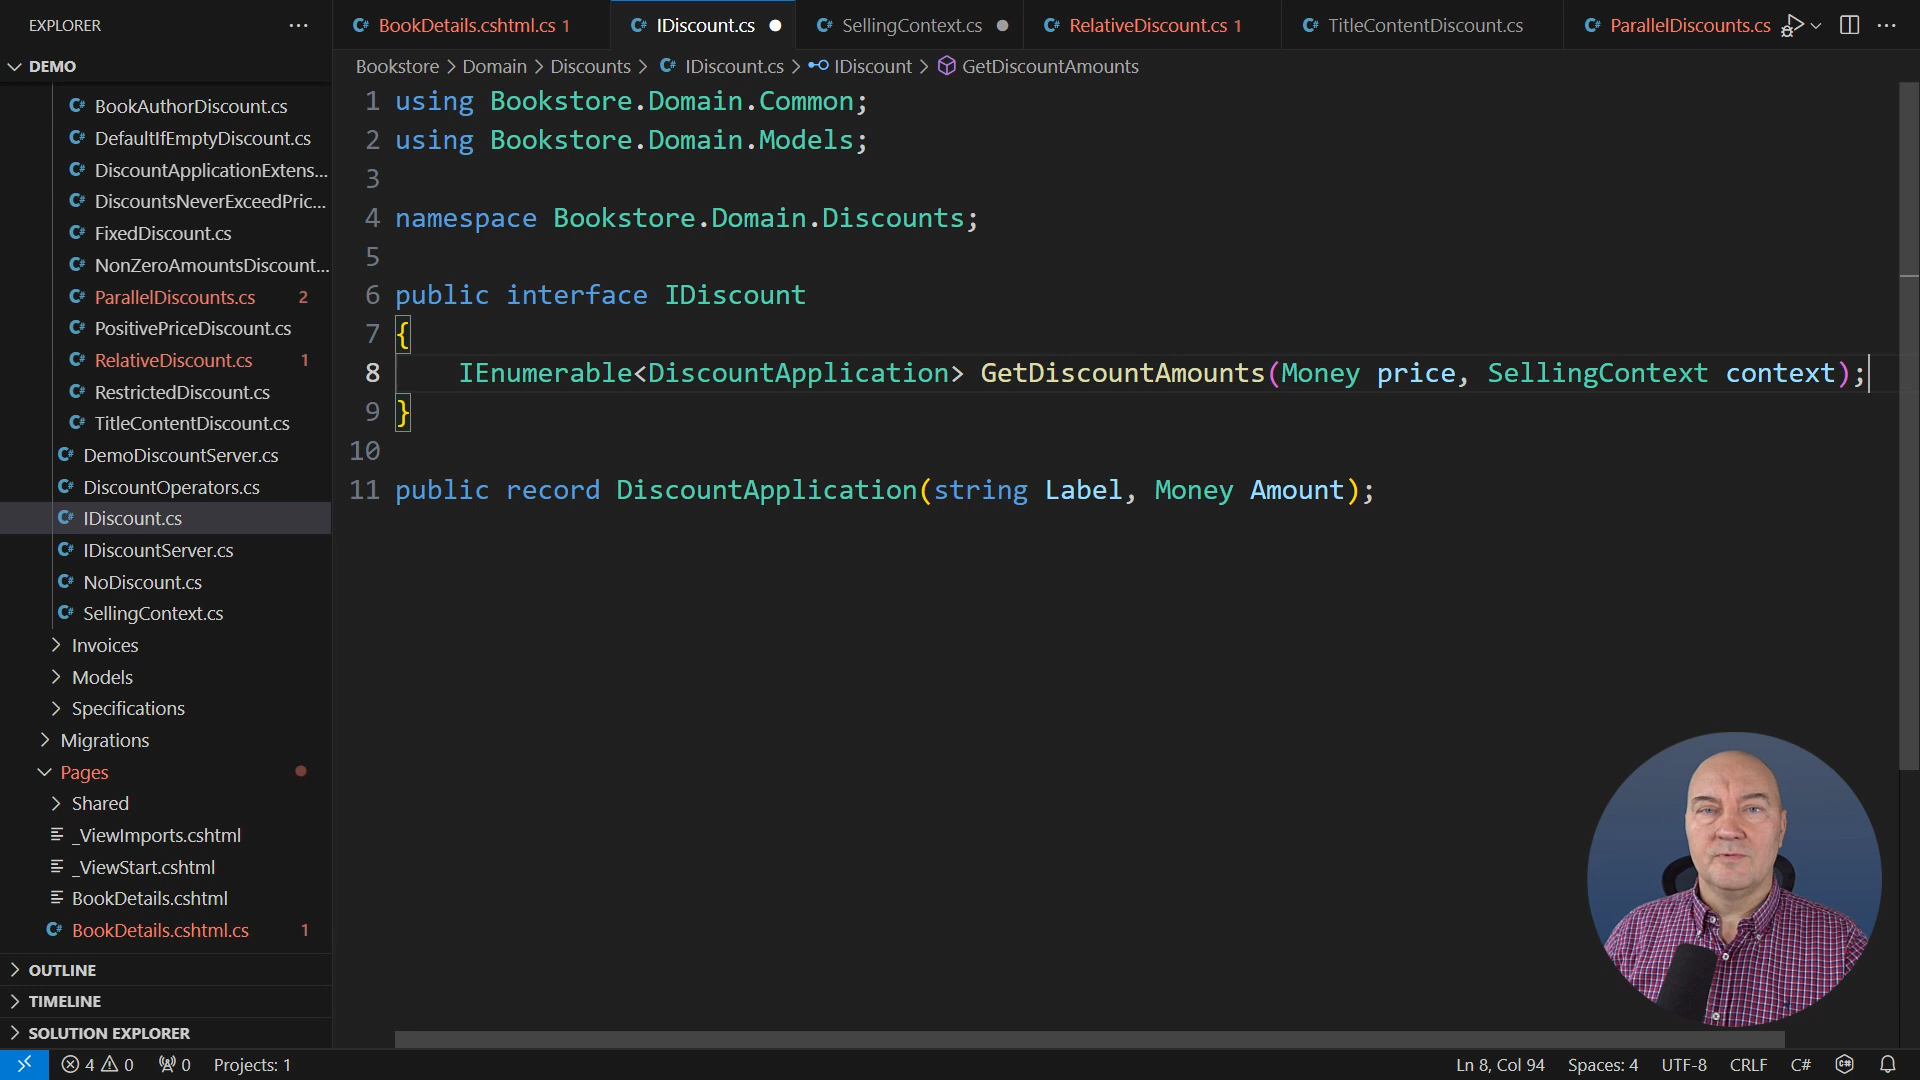 EXPLORER
DEMO
BookAuthorDiscount.cs
DefaultIfEmptyDiscount.cs
DiscountApplicationExtens...
DiscountsNeverExceedPric...
FixedDiscount.cs
NonZeroAmountsDiscount...
ParallelDiscounts.cs 2
PositivePriceDiscount.cs
RelativeDiscount.cs 1
RestrictedDiscount.cs
TitleContentDiscount.cs
DemoDiscountServer.cs
DiscountOperators.cs
IDiscount.cs
IDiscountServer.cs
NoDiscount.cs
SellingContext.cs
Invoices
Models
Specifications
Migrations
Pages
Shared
_ViewImports.cshtml
_ViewStart.cshtml
BookDetails.cshtml
BookDetails.cshtml.cs 1
OUTLINE
TIMELINE
SOLUTION EXPLORER
BookDetails.cshtml.cs 1 IDiscount.cs SellingContext.cs RelativeDiscount.cs 1 TitleContentDiscount.cs ParallelDiscounts.cs
Bookstore > Domain > Discounts > IDiscount.cs > IDiscount > GetDiscountAmounts
1 using Bookstore.Domain.Common;
2 using Bookstore.Domain.Models;
3
4 namespace Bookstore.Domain.Discounts;
5
6 public interface IDiscount
7 {
8 IEnumerable<DiscountApplication> GetDiscountAmounts(Money price, SellingContext context);
9 }
10
11 public record DiscountApplication(string Label, Money Amount);
4 0 0 Projects: 1 Ln 8, Col 94 Spaces: 4 UTF-8 CRLF C#